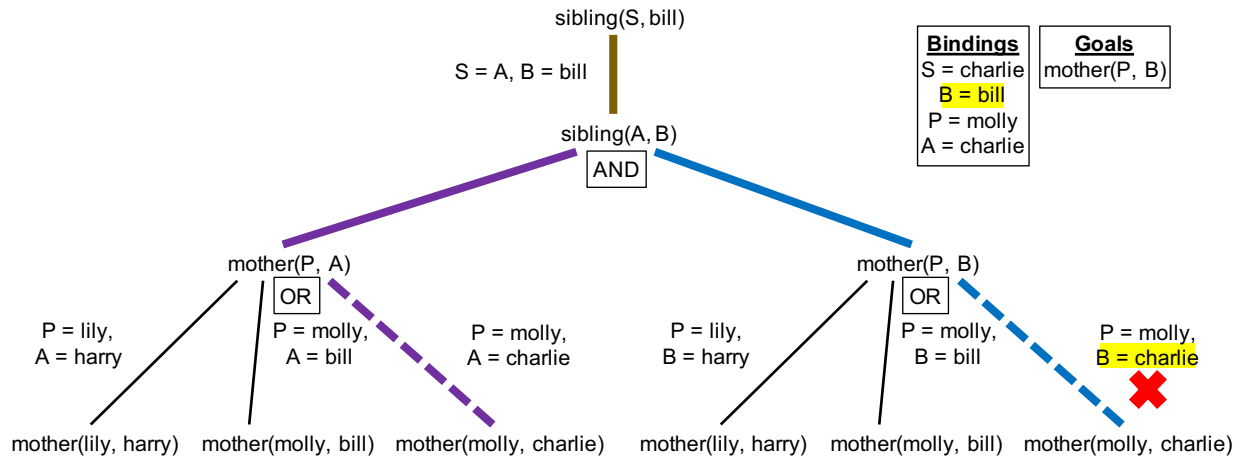 sibling(S, bill)
S = A, B = bill
Bindings
S = charlie
B = bill
P = molly
A = charlie
Goals
mother(P, B)
sibling(A, B)
AND
mother(P, A)
OR
P = lily,
A = harry
P = molly,
A = bill
P = molly,
A = charlie
mother(lily, harry)
mother(molly, bill)
mother(molly, charlie)
mother(P, B)
OR
P = lily,
B = harry
P = molly,
B = bill
P = molly,
B = charlie
mother(lily, harry)
mother(molly, bill)
mother(molly, charlie)